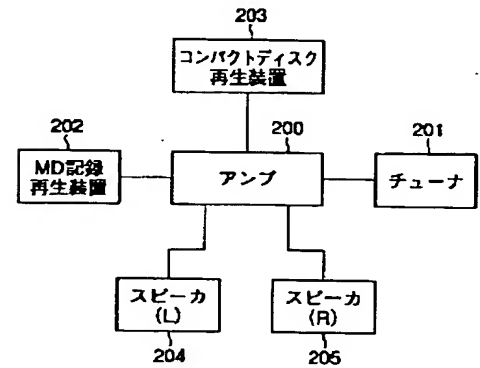 203
コンパクトディスク
再生装置
202
200
201
MD記録
再生装置
アンプ
チューナ
スピーカ
(L)
スピーカ
(R)
204
205